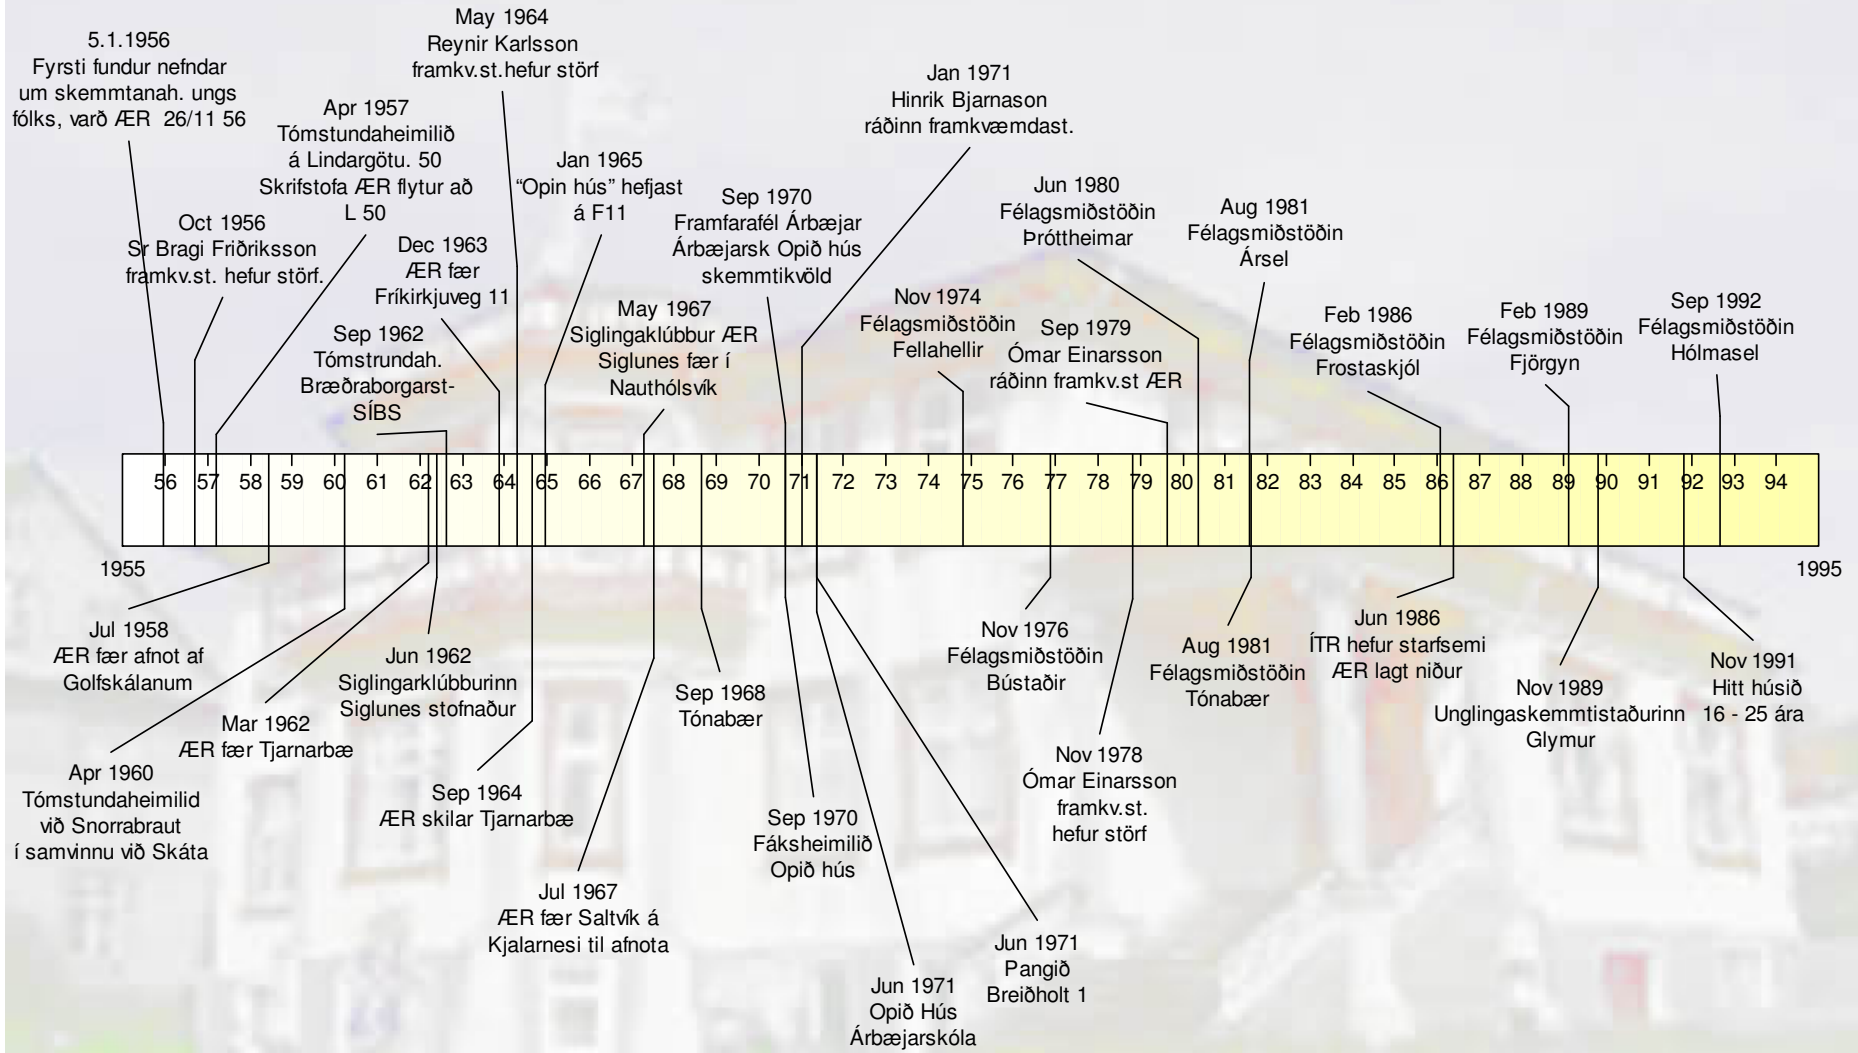 5.1.1956
Fyrsti fundur nefndar
um skemmtanah. ungs
fólks, varð ÆR  26/11 56
Oct 1956
Sr Bragi Friðriksson
framkv.st. hefur störf.
Apr 1957
Tómstundaheimilið
á Lindargötu. 50
Skrifstofa ÆR flytur að
L 50
Sep 1962
Tómstrundah.
Bræðraborgarst-
SÍBS
Dec 1963
ÆR fær
Fríkirkjuveg 11
May 1964
Reynir Karlsson
framkv.st.hefur störf
Jan 1965
“Opin hús” hefjast
á F11
May 1967
Siglingaklúbbur ÆR
Siglunes fær í
Nauthólsvík
Sep 1970
Framfarafél Árbæjar
Árbæjarsk Opið hús
skemmtikvöld
Jan 1971
Hinrik Bjarnason
ráðinn framkvæmdast.
Nov 1974
Félagsmiðstöðin
Fellahellir
Sep 1979
Ómar Einarsson
ráðinn framkv.st ÆR
Jun 1980
Félagsmiðstöðin
Þróttheimar
Aug 1981
Félagsmiðstöðin
Ársel
Feb 1986
Félagsmiðstöðin
Frostaskjól
Feb 1989
Félagsmiðstöðin
Fjörgyn
Sep 1992
Félagsmiðstöðin
Hólmasel
56 57 58 59 60 61 62 63 64 65 66 67 68 69 70 71 72 73 74 75 76 77 78 79 80 81 82 83 84 85 86 87 88 89 90 91 92 93 94
1955
1995
Jul 1958
ÆR fær afnot af
Golfskálanum
Apr 1960
Tómstundaheimilid
við Snorrabraut
í samvinnu við Skáta
Mar 1962
ÆR fær Tjarnarbæ
Jun 1962
Siglingarklúbburinn
Siglunes stofnaður
Sep 1964
ÆR skilar Tjarnarbæ
Jul 1967
ÆR fær Saltvík á
Kjalarnesi til afnota
Sep 1968
Tónabær
Sep 1970
Fáksheimilið
Opið hús
Jun 1971
Opið Hús
Árbæjarskóla
Jun 1971
Þangið
Breiðholt 1
Nov 1976
Félagsmiðstöðin
Bústaðir
Nov 1978
Ómar Einarsson
framkv.st.
hefur störf
Aug 1981
Félagsmiðstöðin
Tónabær
Jun 1986
ÍTR hefur starfsemi
ÆR lagt niður
Nov 1989
Unglingaskemmtistaðurinn
Glymur
Nov 1991
Hitt húsið
16 - 25 ára